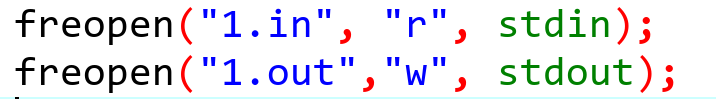 freopen("1.in", "r", stdin);
freopen("1.out","w", stdout);